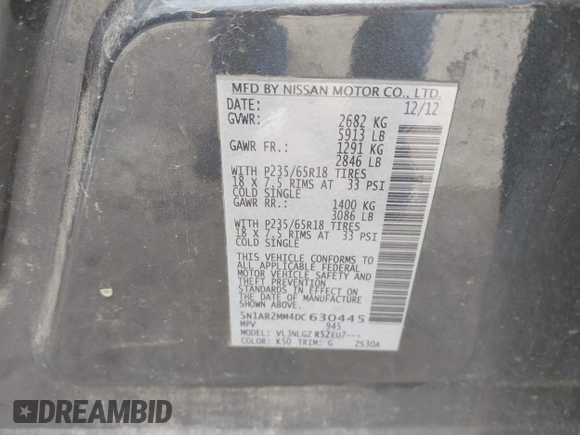 MFD BY NISSAN MOTOR CO., LTD.
DATE: 12/12
GVWR: 2682 KG
5913 LB
GAWR FR.: 1291 KG
2846 LB
WITH P235/65R18 TIRES
18 X 7.5 RIMS AT 33 PSI
COLD SINGLE
GAWR RR.: 1400 KG
3086 LB
WITH P235/65R18 TIRES
18 X 7.5 RIMS AT 33 PSI
COLD SINGLE
THIS VEHICLE CONFORMS TO
ALL APPLICABLE FEDERAL
MOTOR VEHICLE SAFETY AND
THEFT PREVENTION
STANDARDS IN EFFECT ON
THE DATE OF MANUFACTURE
SHOWN ABOVE.
5N1AR2MM4DC630445
MPV 945
MODEL: VLJNLGZ R52EU7---
COLOR: K50 TRIM: G ZS30A
DREAMBID